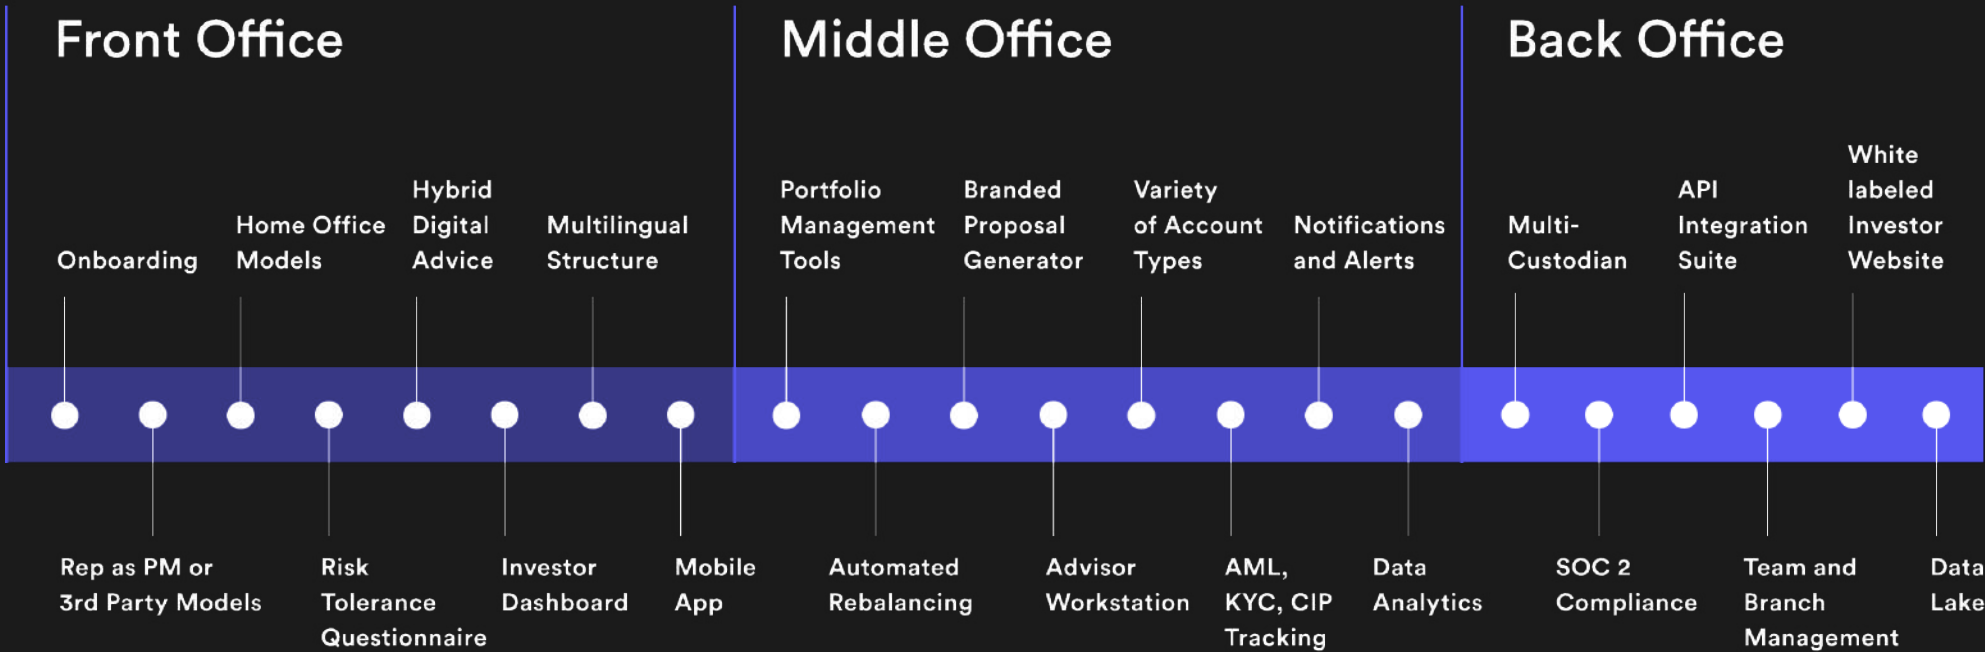 Front Office
Middle Office
Back Office
Onboarding
Home Office
Models
Hybrid
Digital
Advice
Multilingual
Structure
Portfolio
Management
Tools
Branded
Proposal
Generator
Variety
of Account
Types
Notifications
and Alerts
Multi-
Custodian
API
Integration
Suite
White
labeled
Investor
Website
Rep as PM or
3rd Party Models
Risk
Tolerance
Questionnaire
Investor
Dashboard
Mobile
App
Automated
Rebalancing
Advisor
Workstation
AML,
KYC, CIP
Tracking
Data
Analytics
SOC 2
Compliance
Team and
Branch
Management
Data
Lake